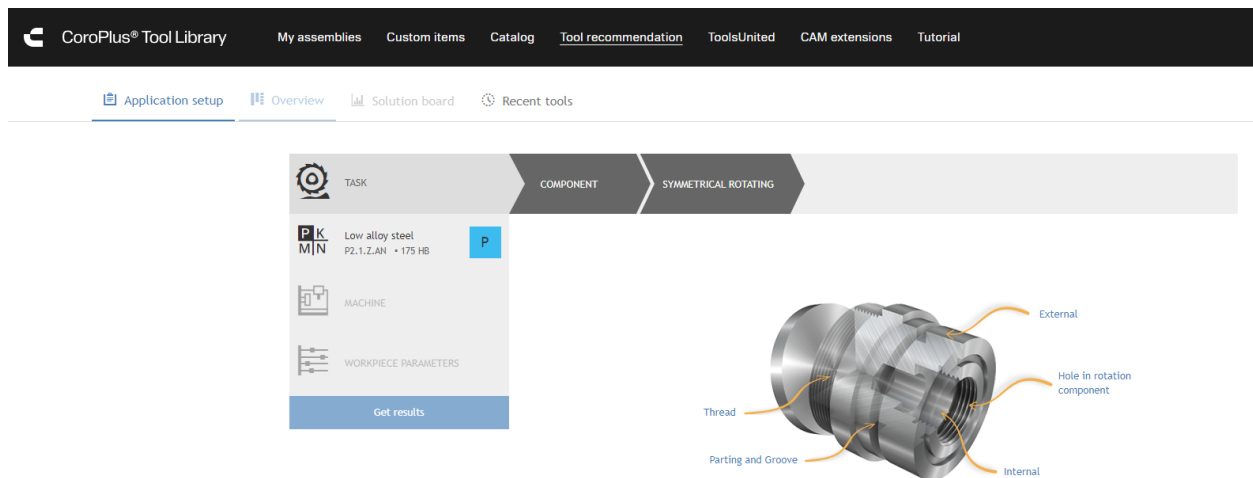 CoroPlus® Tool Library
My assemblies
Custom items
Catalog
Tool recommendation
ToolsUnited
CAM extensions
Tutorial
Application setup
Overview
Solution board
Recent tools
TASK
COMPONENT
SYMMETRICAL ROTATING
P K
M N
Low alloy steel
P2.1.Z.AN • 175 HB
P
MACHINE
WORKPIECE PARAMETERS
Get results
External
Hole in rotation
component
Thread
Parting and Groove
Internal